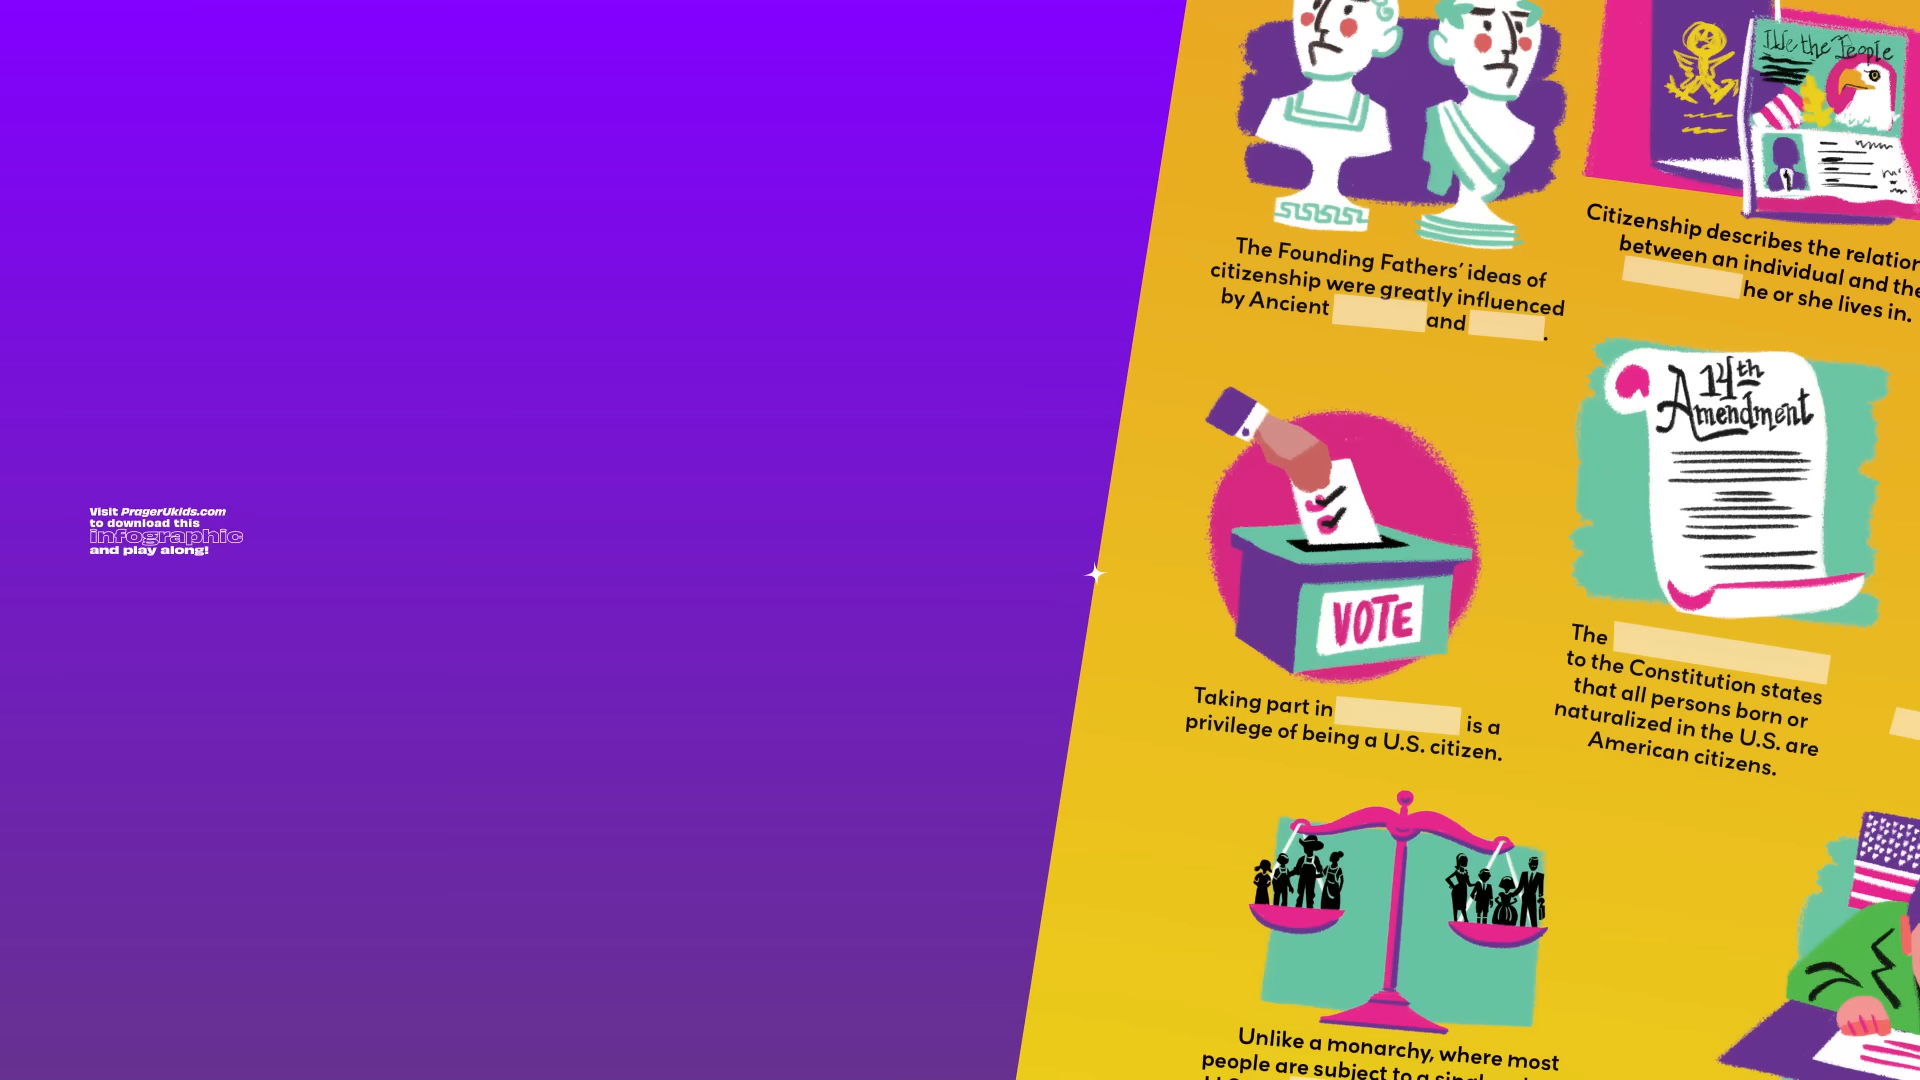 Visit PragerUkids.com
to download this
infographic
and play along!
The Founding Fathers' ideas of
citizenship were greatly influenced
by Ancient and .
We the People
Citizenship describes the relation
between an individual and the
he or she lives in.
VOTE
Taking part in is a
privilege of being a U.S. citizen.
14th
Amendment
The
to the Constitution states
that all persons born or
naturalized in the U.S. are
American citizens.
Unlike a monarchy, where most
people are subject to a